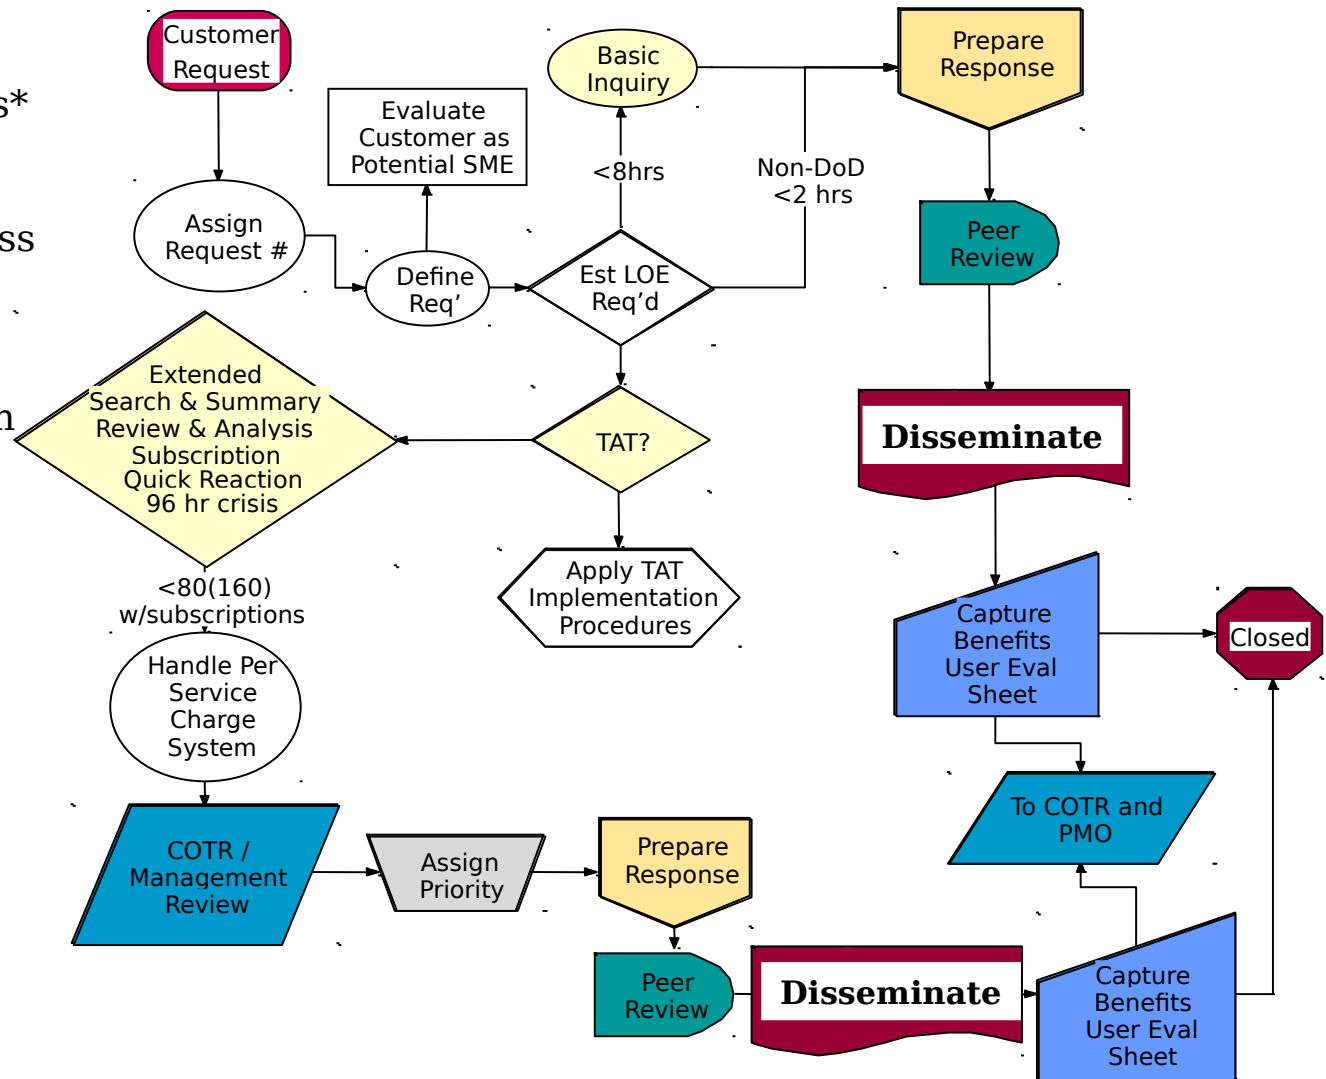 Customer
Request
s*
Evaluate
Customer as
Potential SME
Basic
Inquiry
Prepare
Response
<8hrs
Non-DoD
<2 hrs
Assign
Request #
ss
Define
Req’
Est LOE
Req’d
Peer
Review
Extended
Search & Summary
Review & Analysis
Subscription
Quick Reaction
96 hr crisis
n
TAT?
Disseminate
<80(160)
w/subscriptions
Apply TAT
Implementation
Procedures
Capture
Benefits
User Eval
Sheet
Closed
Handle Per
Service
Charge
System
To COTR and
PMO
COTR /
Management
Review
Assign
Priority
Prepare
Response
Peer
Review
Disseminate
Capture
Benefits
User Eval
Sheet